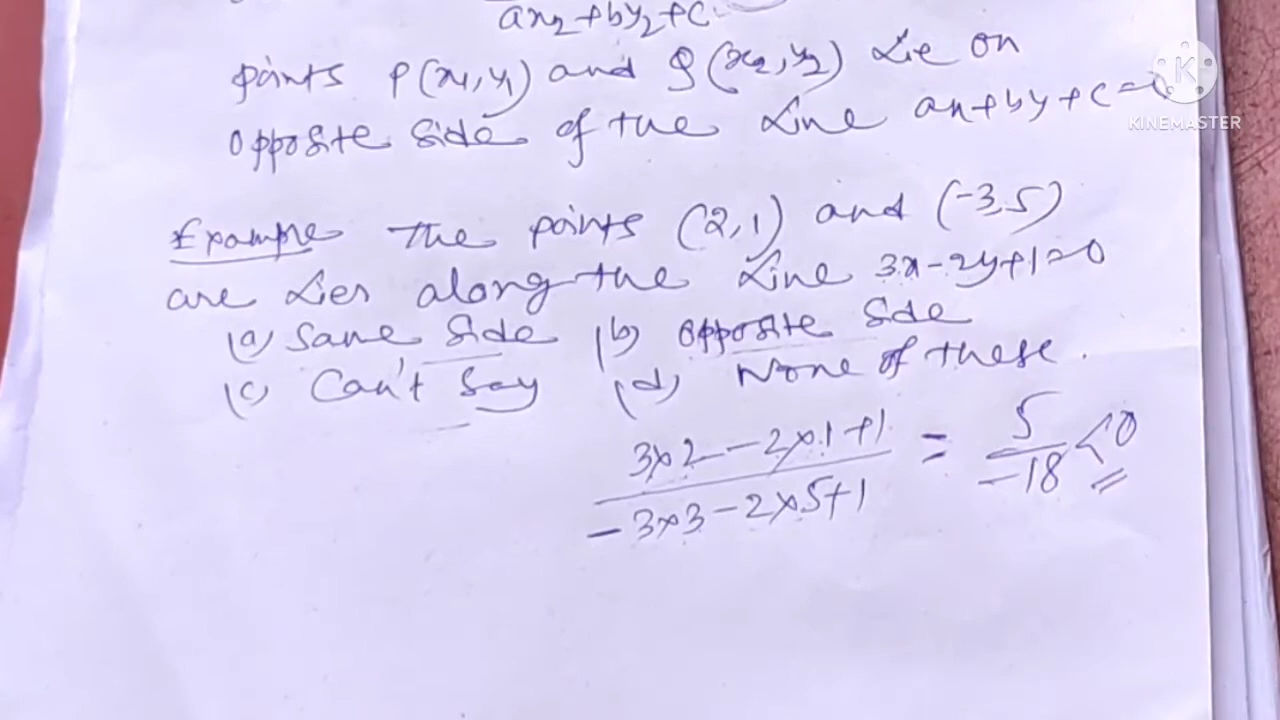 ax₂+by₂+c
points P(x₁,y₁) and Q(x₂,y₂) Lie on
opposite side of the Line ax+by+c=0
KINEMASTER
Example The points (2,1) and (-3,5)
are Lies along the Line 3x-2y+1=0
(a) Same Side (b) opposite side
(c) Can't Say (d) None of these.
3×2-2×1+1 = 5 <0
-3×3-2×5+1 -18